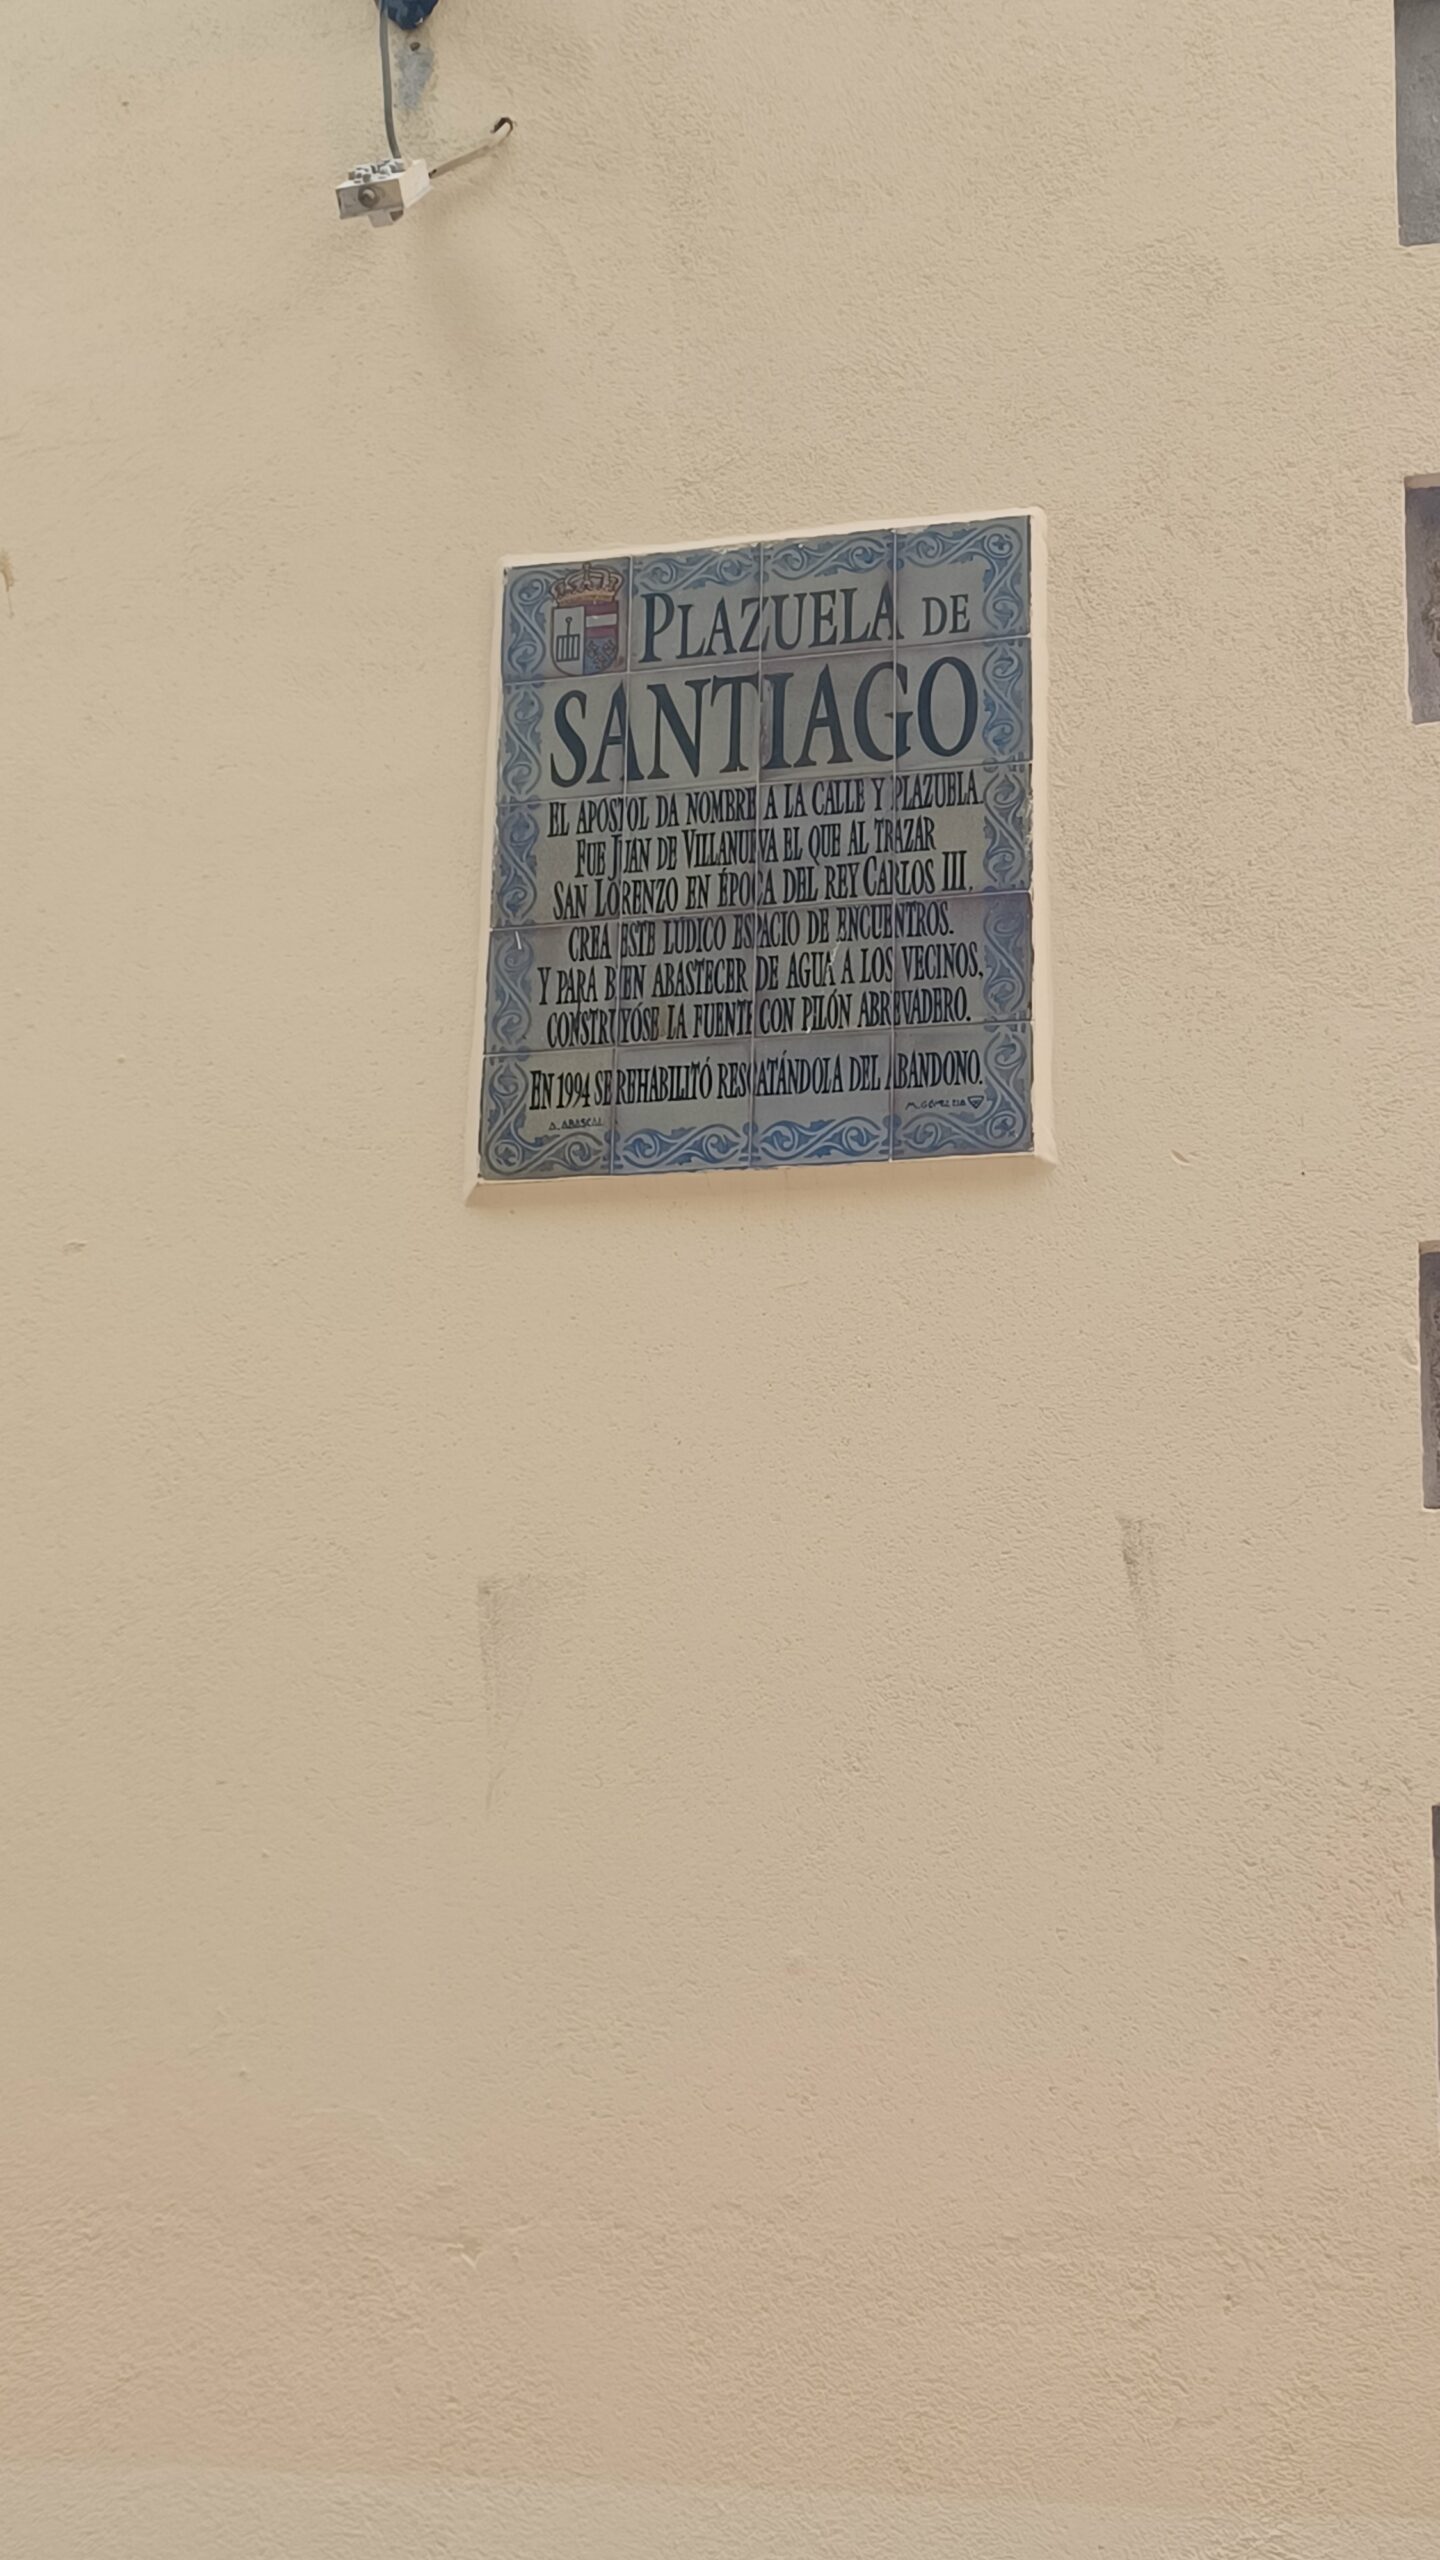 PLAZUELA DE
SANTIAGO
EL APOSTOL DA NOMBRE A LA CALLE Y PLAZUELA.
FUE JUAN DE VILLANUEVA EL QUE AL TRAZAR
SAN LORENZO EN ÉPOCA DEL REY CARLOS III,
CREA ESTE LÚDICO ESPACIO DE ENCUENTROS.
Y PARA BIEN ABASTECER DE AGUA A LOS VECINOS,
CONSTRUYÓSE LA FUENTE CON PILÓN ABREVADERO.
EN 1994 SE REHABILITÓ RESCATÁNDOLA DEL ABANDONO.
A. ABASCAL